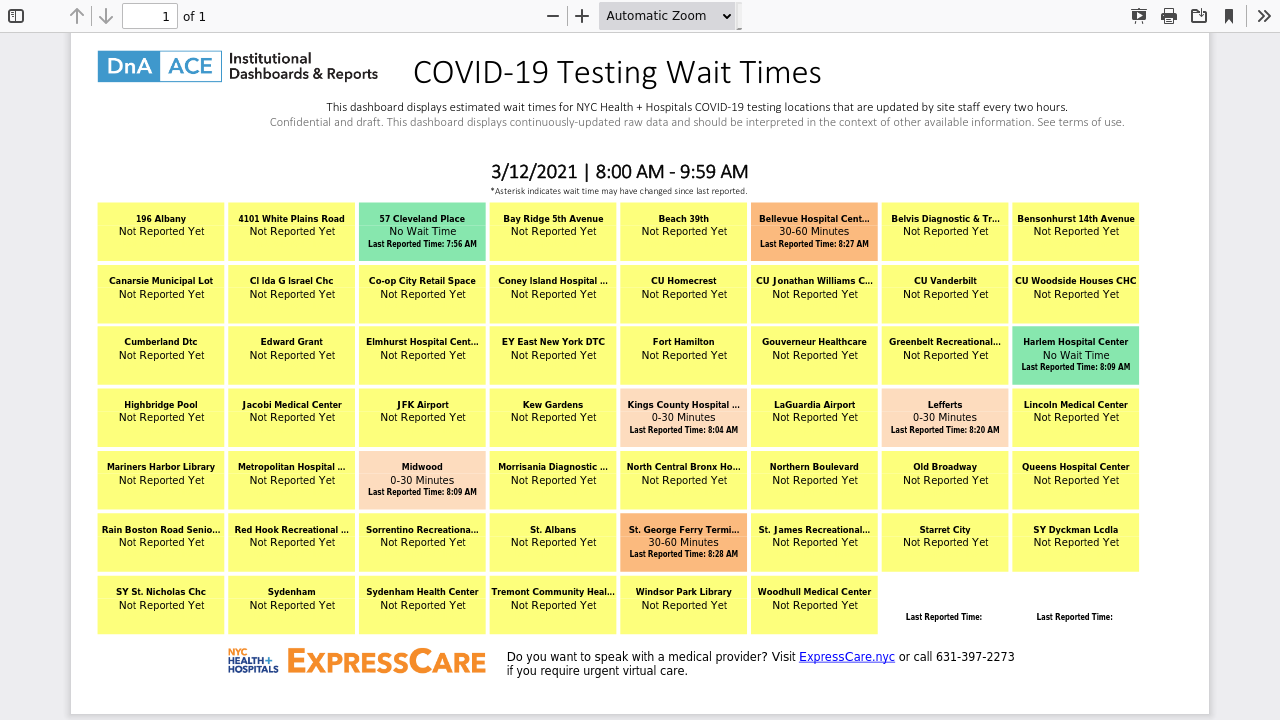 1 of 1
Automatic Zoom
DnA ACE Institutional
Dashboards & Reports
COVID-19 Testing Wait Times
This dashboard displays estimated wait times for NYC Health + Hospitals COVID-19 testing locations that are updated by site staff every two hours.
Confidential and draft. This dashboard displays continuously-updated raw data and should be interpreted in the context of other available information. See terms of use.
3/12/2021 | 8:00 AM - 9:59 AM
*Asterisk indicates wait time may have changed since last reported.
196 Albany
Not Reported Yet
4101 White Plains Road
Not Reported Yet
57 Cleveland Place
No Wait Time
Last Reported Time: 7:56 AM
Bay Ridge 5th Avenue
Not Reported Yet
Beach 39th
Not Reported Yet
Bellevue Hospital Cent...
30-60 Minutes
Last Reported Time: 8:27 AM
Belvis Diagnostic & Tr...
Not Reported Yet
Bensonhurst 14th Avenue
Not Reported Yet
Canarsie Municipal Lot
Not Reported Yet
CI Ida G Israel Chc
Not Reported Yet
Co-op City Retail Space
Not Reported Yet
Coney Island Hospital ...
Not Reported Yet
CU Homecrest
Not Reported Yet
CU Jonathan Williams C...
Not Reported Yet
CU Vanderbilt
Not Reported Yet
CU Woodside Houses CHC
Not Reported Yet
Cumberland Dtc
Not Reported Yet
Edward Grant
Not Reported Yet
Elmhurst Hospital Cent...
Not Reported Yet
EY East New York DTC
Not Reported Yet
Fort Hamilton
Not Reported Yet
Gouverneur Healthcare
Not Reported Yet
Greenbelt Recreational...
Not Reported Yet
Harlem Hospital Center
No Wait Time
Last Reported Time: 8:09 AM
Highbridge Pool
Not Reported Yet
Jacobi Medical Center
Not Reported Yet
JFK Airport
Not Reported Yet
Kew Gardens
Not Reported Yet
Kings County Hospital ...
0-30 Minutes
Last Reported Time: 8:04 AM
LaGuardia Airport
Not Reported Yet
Lefferts
0-30 Minutes
Last Reported Time: 8:20 AM
Lincoln Medical Center
Not Reported Yet
Mariners Harbor Library
Not Reported Yet
Metropolitan Hospital ...
Not Reported Yet
Midwood
0-30 Minutes
Last Reported Time: 8:09 AM
Morrisania Diagnostic ...
Not Reported Yet
North Central Bronx Ho...
Not Reported Yet
Northern Boulevard
Not Reported Yet
Old Broadway
Not Reported Yet
Queens Hospital Center
Not Reported Yet
Rain Boston Road Senio...
Not Reported Yet
Red Hook Recreational ...
Not Reported Yet
Sorrentino Recreationa...
Not Reported Yet
St. Albans
Not Reported Yet
St. George Ferry Termi...
30-60 Minutes
Last Reported Time: 8:28 AM
St. James Recreational...
Not Reported Yet
Starret City
Not Reported Yet
SY Dyckman Lcdla
Not Reported Yet
SY St. Nicholas Chc
Not Reported Yet
Sydenham
Not Reported Yet
Sydenham Health Center
Not Reported Yet
Tremont Community Heal...
Not Reported Yet
Windsor Park Library
Not Reported Yet
Woodhull Medical Center
Not Reported Yet
Last Reported Time:
Last Reported Time:
NYC
HEALTH+
HOSPITALS
EXPRESSCARE
Do you want to speak with a medical provider? Visit ExpressCare.nyc or call 631-397-2273
if you require urgent virtual care.